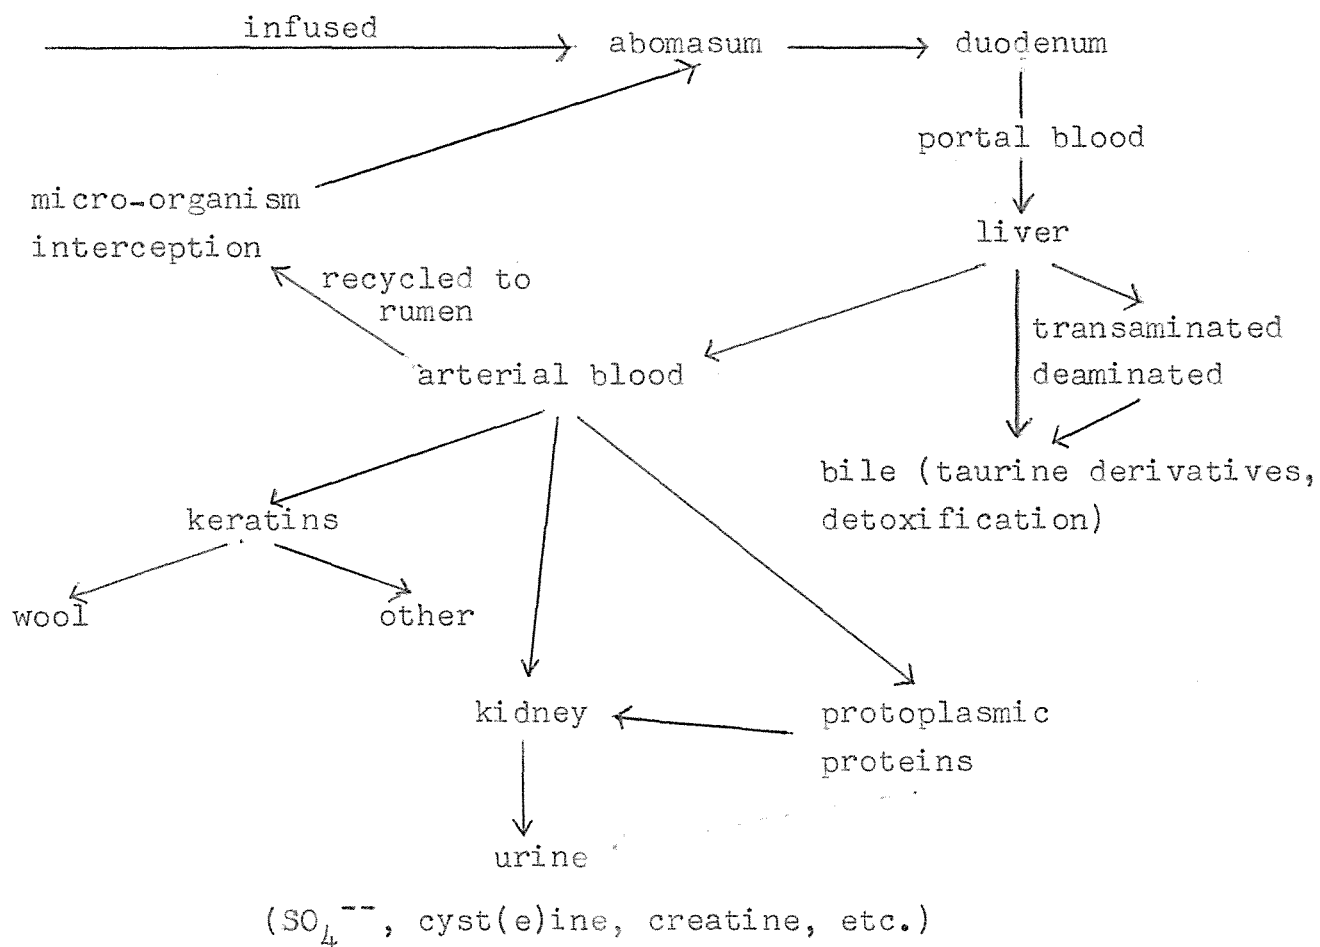 infused
abomasum
duodenum
portal blood
micro-organism
interception
liver
recycled to
rumen
transaminated
deaminated
arterial blood
bile (taurine derivatives,
detoxification)
keratins
wool
other
kidney
protoplasmic
proteins
urine
(SO₄⁻⁻, cyst(e)ine, creatine, etc.)